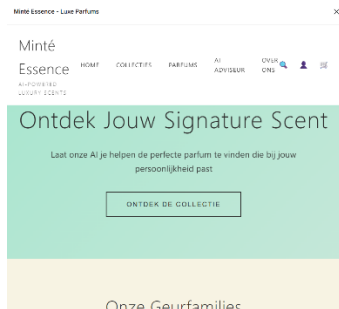 Minté Essence - Luxe Parfums
Minté
Essence
AI-POWERED
LUXURY SCENTS
HOME
COLLECTIES
PARFUMS
AI
ADVISEUR
OVER
ONS
Ontdek Jouw Signature Scent
Laat onze AI je helpen de perfecte parfum te vinden die bij jouw
persoonlijkheid past
ONTDEK DE COLLECTIE
Onze Geurfamilies